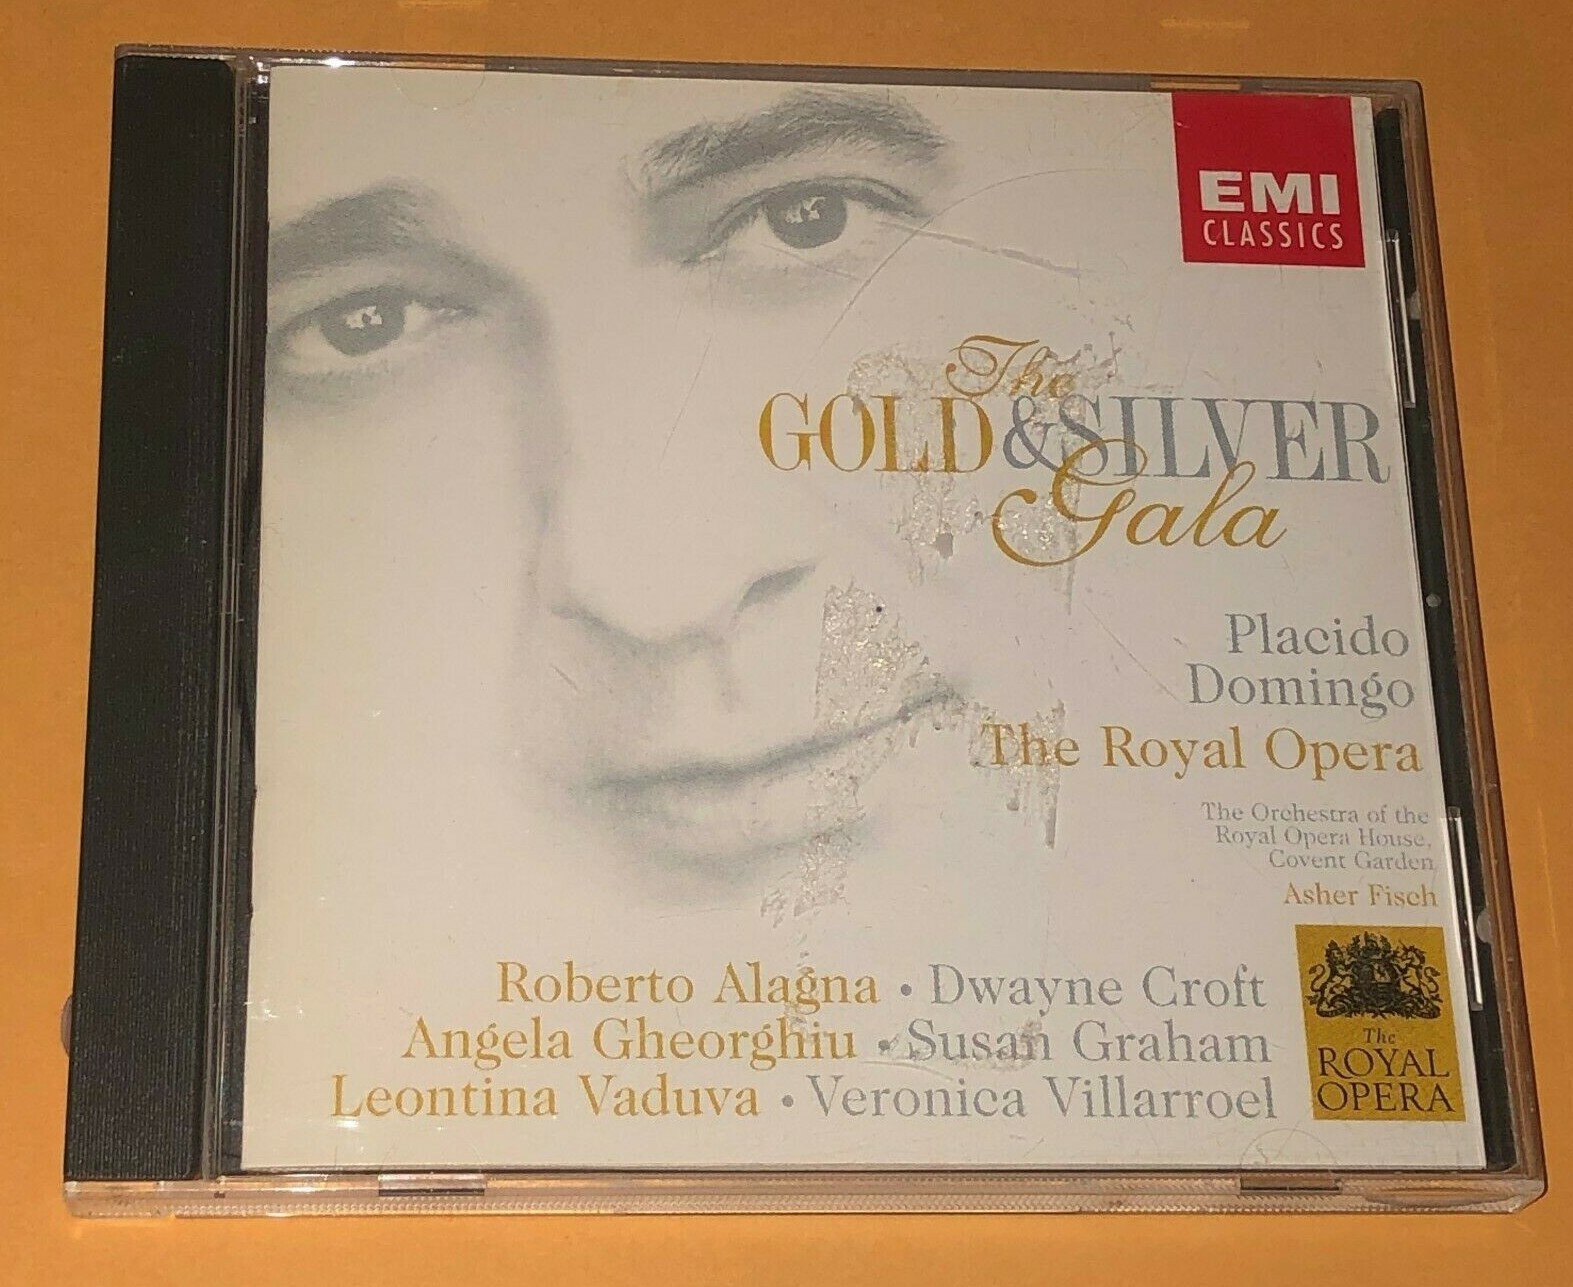 EMI
CLASSICS
The
GOLD & SILVER
Gala
Placido
Domingo
The Royal Opera
The Orchestra of the
Royal Opera House,
Covent Garden
Asher Fisch
Roberto Alagna • Dwayne Croft
Angela Gheorghiu • Susan Graham
Leontina Vaduva • Veronica Villarroel
The
ROYAL
OPERA